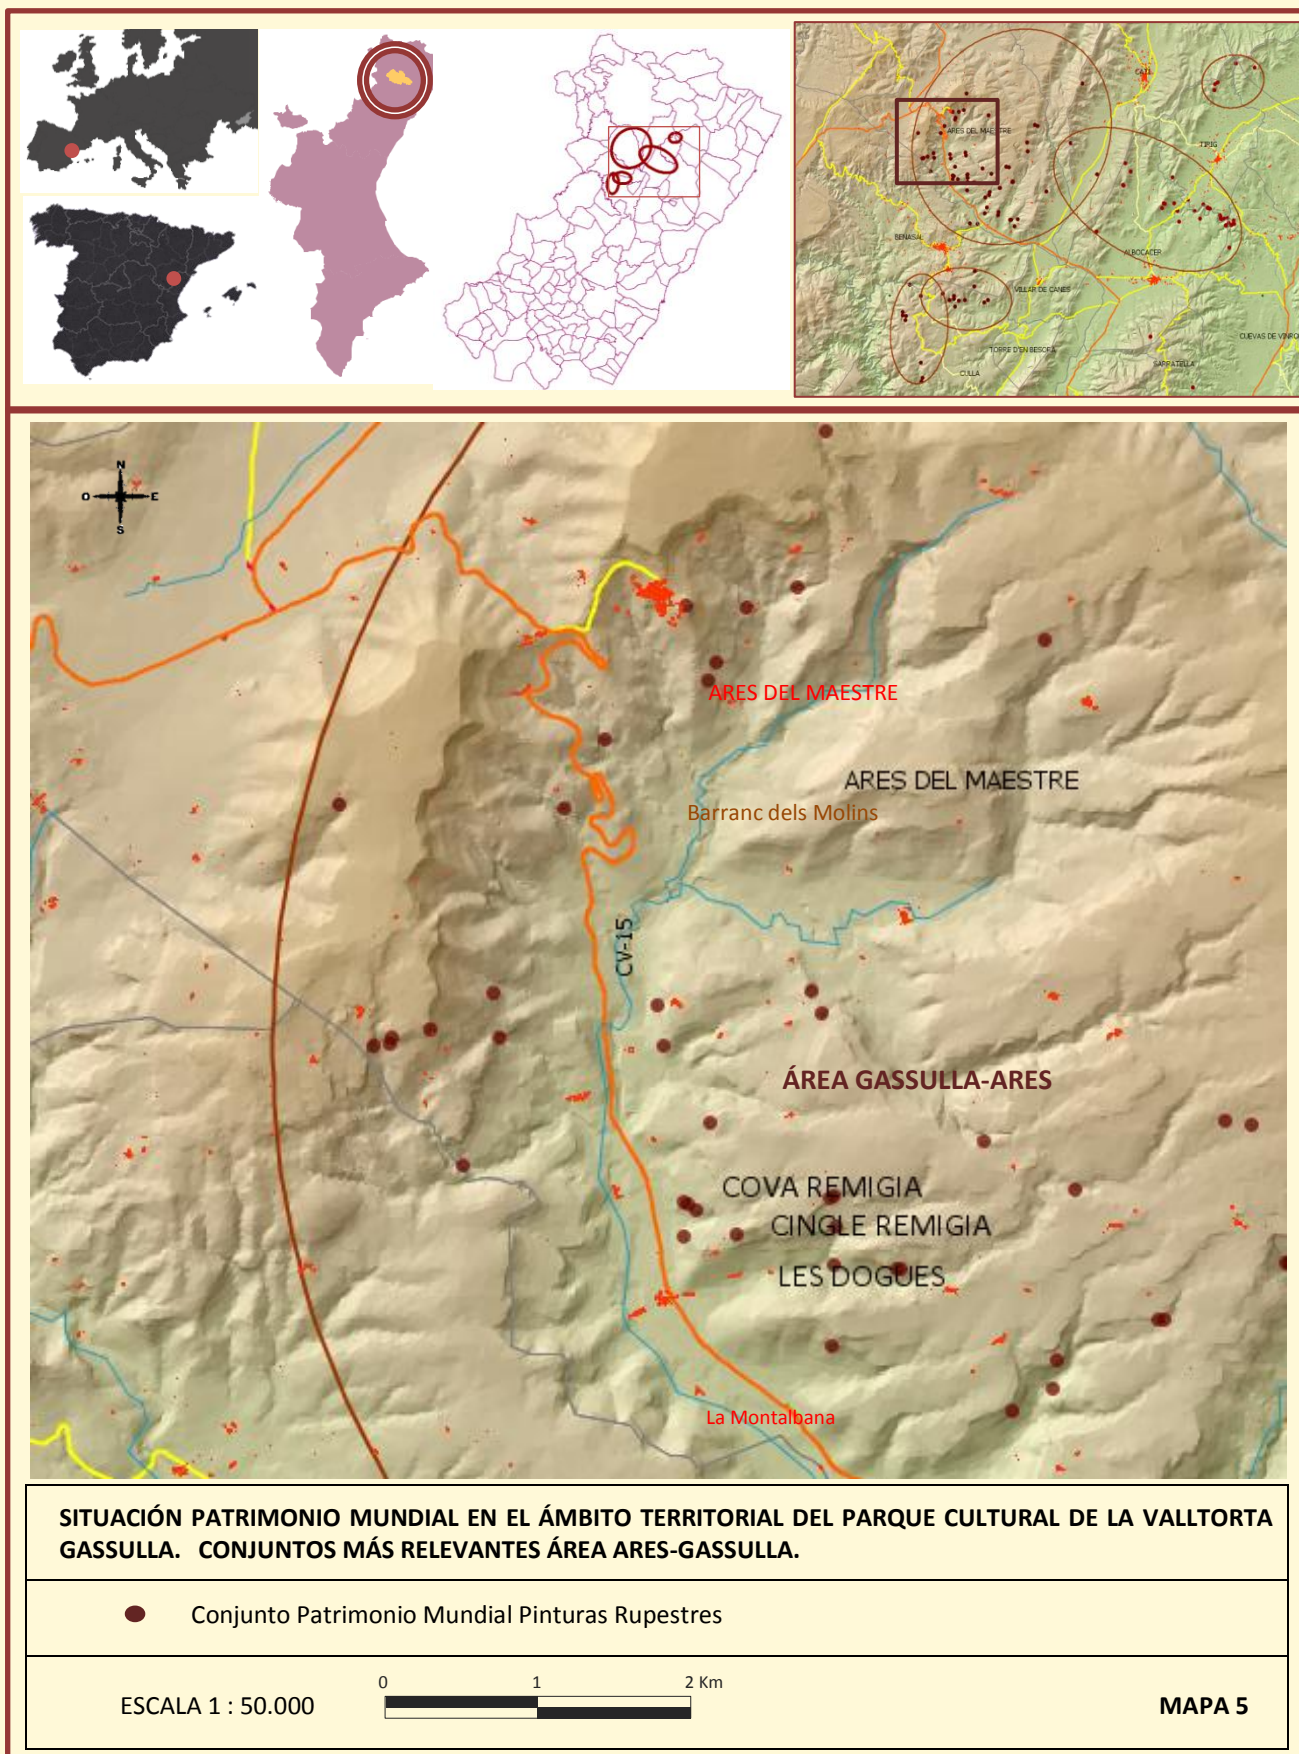 CATI
ARES DEL MAESTRE
TIRIG
BENASAL
ALBOCACER
VILLAR DE CANES
TORRE D'EN BESORA
CUEVAS DE VINRO
SARRATELLA
CULLA
N
O E
S
ARES DEL MAESTRE
ARES DEL MAESTRE
Barranc dels Molins
CV-15
ÁREA GASSULLA-ARES
COVA REMIGIA
CINGLE REMIGIA
LES DOGUES
La Montalbana
SITUACIÓN PATRIMONIO MUNDIAL EN EL ÁMBITO TERRITORIAL DEL PARQUE CULTURAL DE LA VALLTORTA
GASSULLA. CONJUNTOS MÁS RELEVANTES ÁREA ARES-GASSULLA.
Conjunto Patrimonio Mundial Pinturas Rupestres
0 1 2 Km
ESCALA 1 : 50.000
MAPA 5